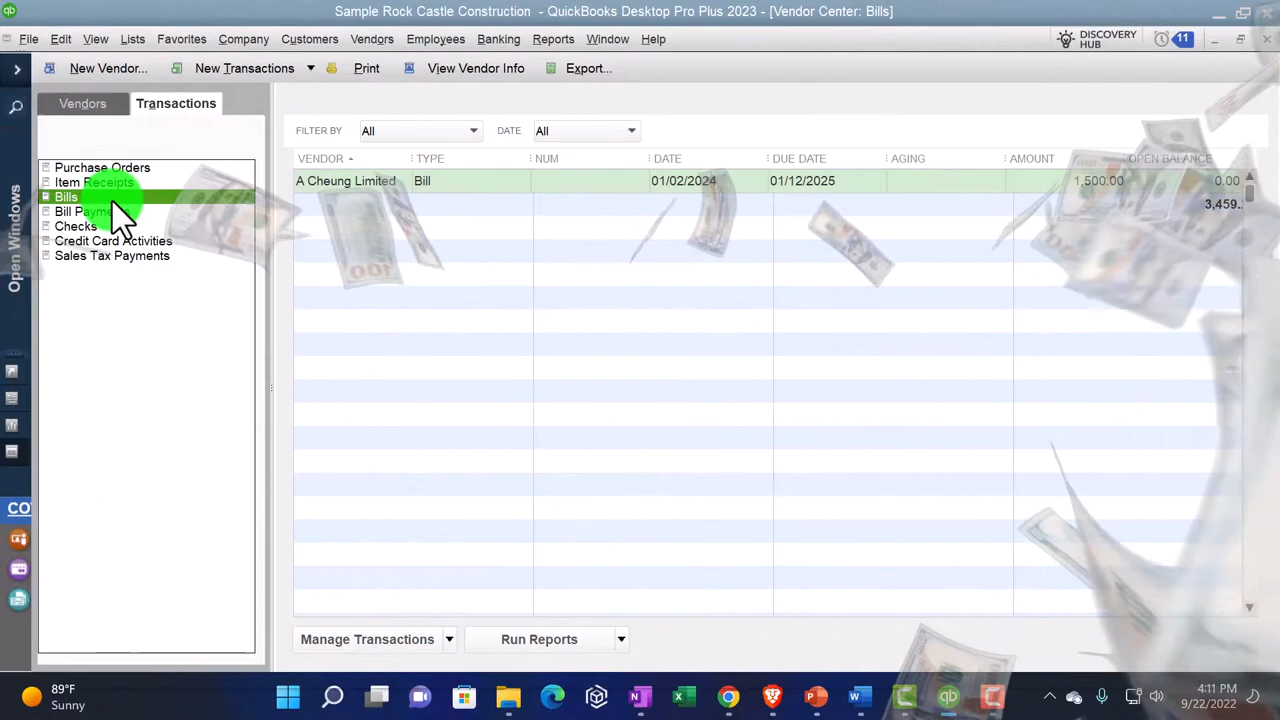 Sample Rock Castle Construction - QuickBooks Desktop Pro Plus 2023 - [Vendor Center: Bills]
File Edit View Lists Favorites Company Customers Vendors Employees Banking Reports Window Help
DISCOVERY
HUB
11
New Vendor... New Transactions Print View Vendor Info Export...
Vendors Transactions
FILTER BY All DATE All
VENDOR TYPE NUM DATE DUE DATE AGING AMOUNT OPEN BALANCE
A Cheung Limited Bill 01/02/2024 01/12/2025 1,500.00 0.00
3,459.
Purchase Orders
Item Receipts
Bills
Bill
Checks
Credit Card Activities
Sales Tax Payments
Open Windows
Manage Transactions Run Reports
89°F
Sunny
4:11 PM
9/22/2022